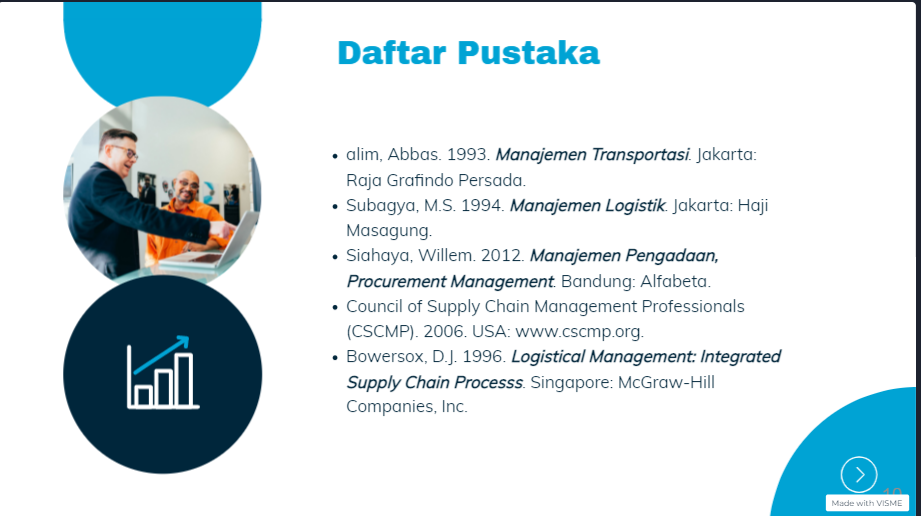 Daftar Pustaka
• alim, Abbas. 1993. Manajemen Transportasi. Jakarta:
Raja Grafindo Persada.
• Subagya, M.S. 1994. Manajemen Logistik. Jakarta: Haji
Masagung.
• Siahaya, Willem. 2012. Manajemen Pengadaan,
Procurement Management. Bandung: Alfabeta.
• Council of Supply Chain Management Professionals
(CSCMP). 2006. USA: www.cscmp.org.
• Bowersox, D.J. 1996. Logistical Management: Integrated
Supply Chain Processs. Singapore: McGraw-Hill
Companies, Inc.
Made with VISME